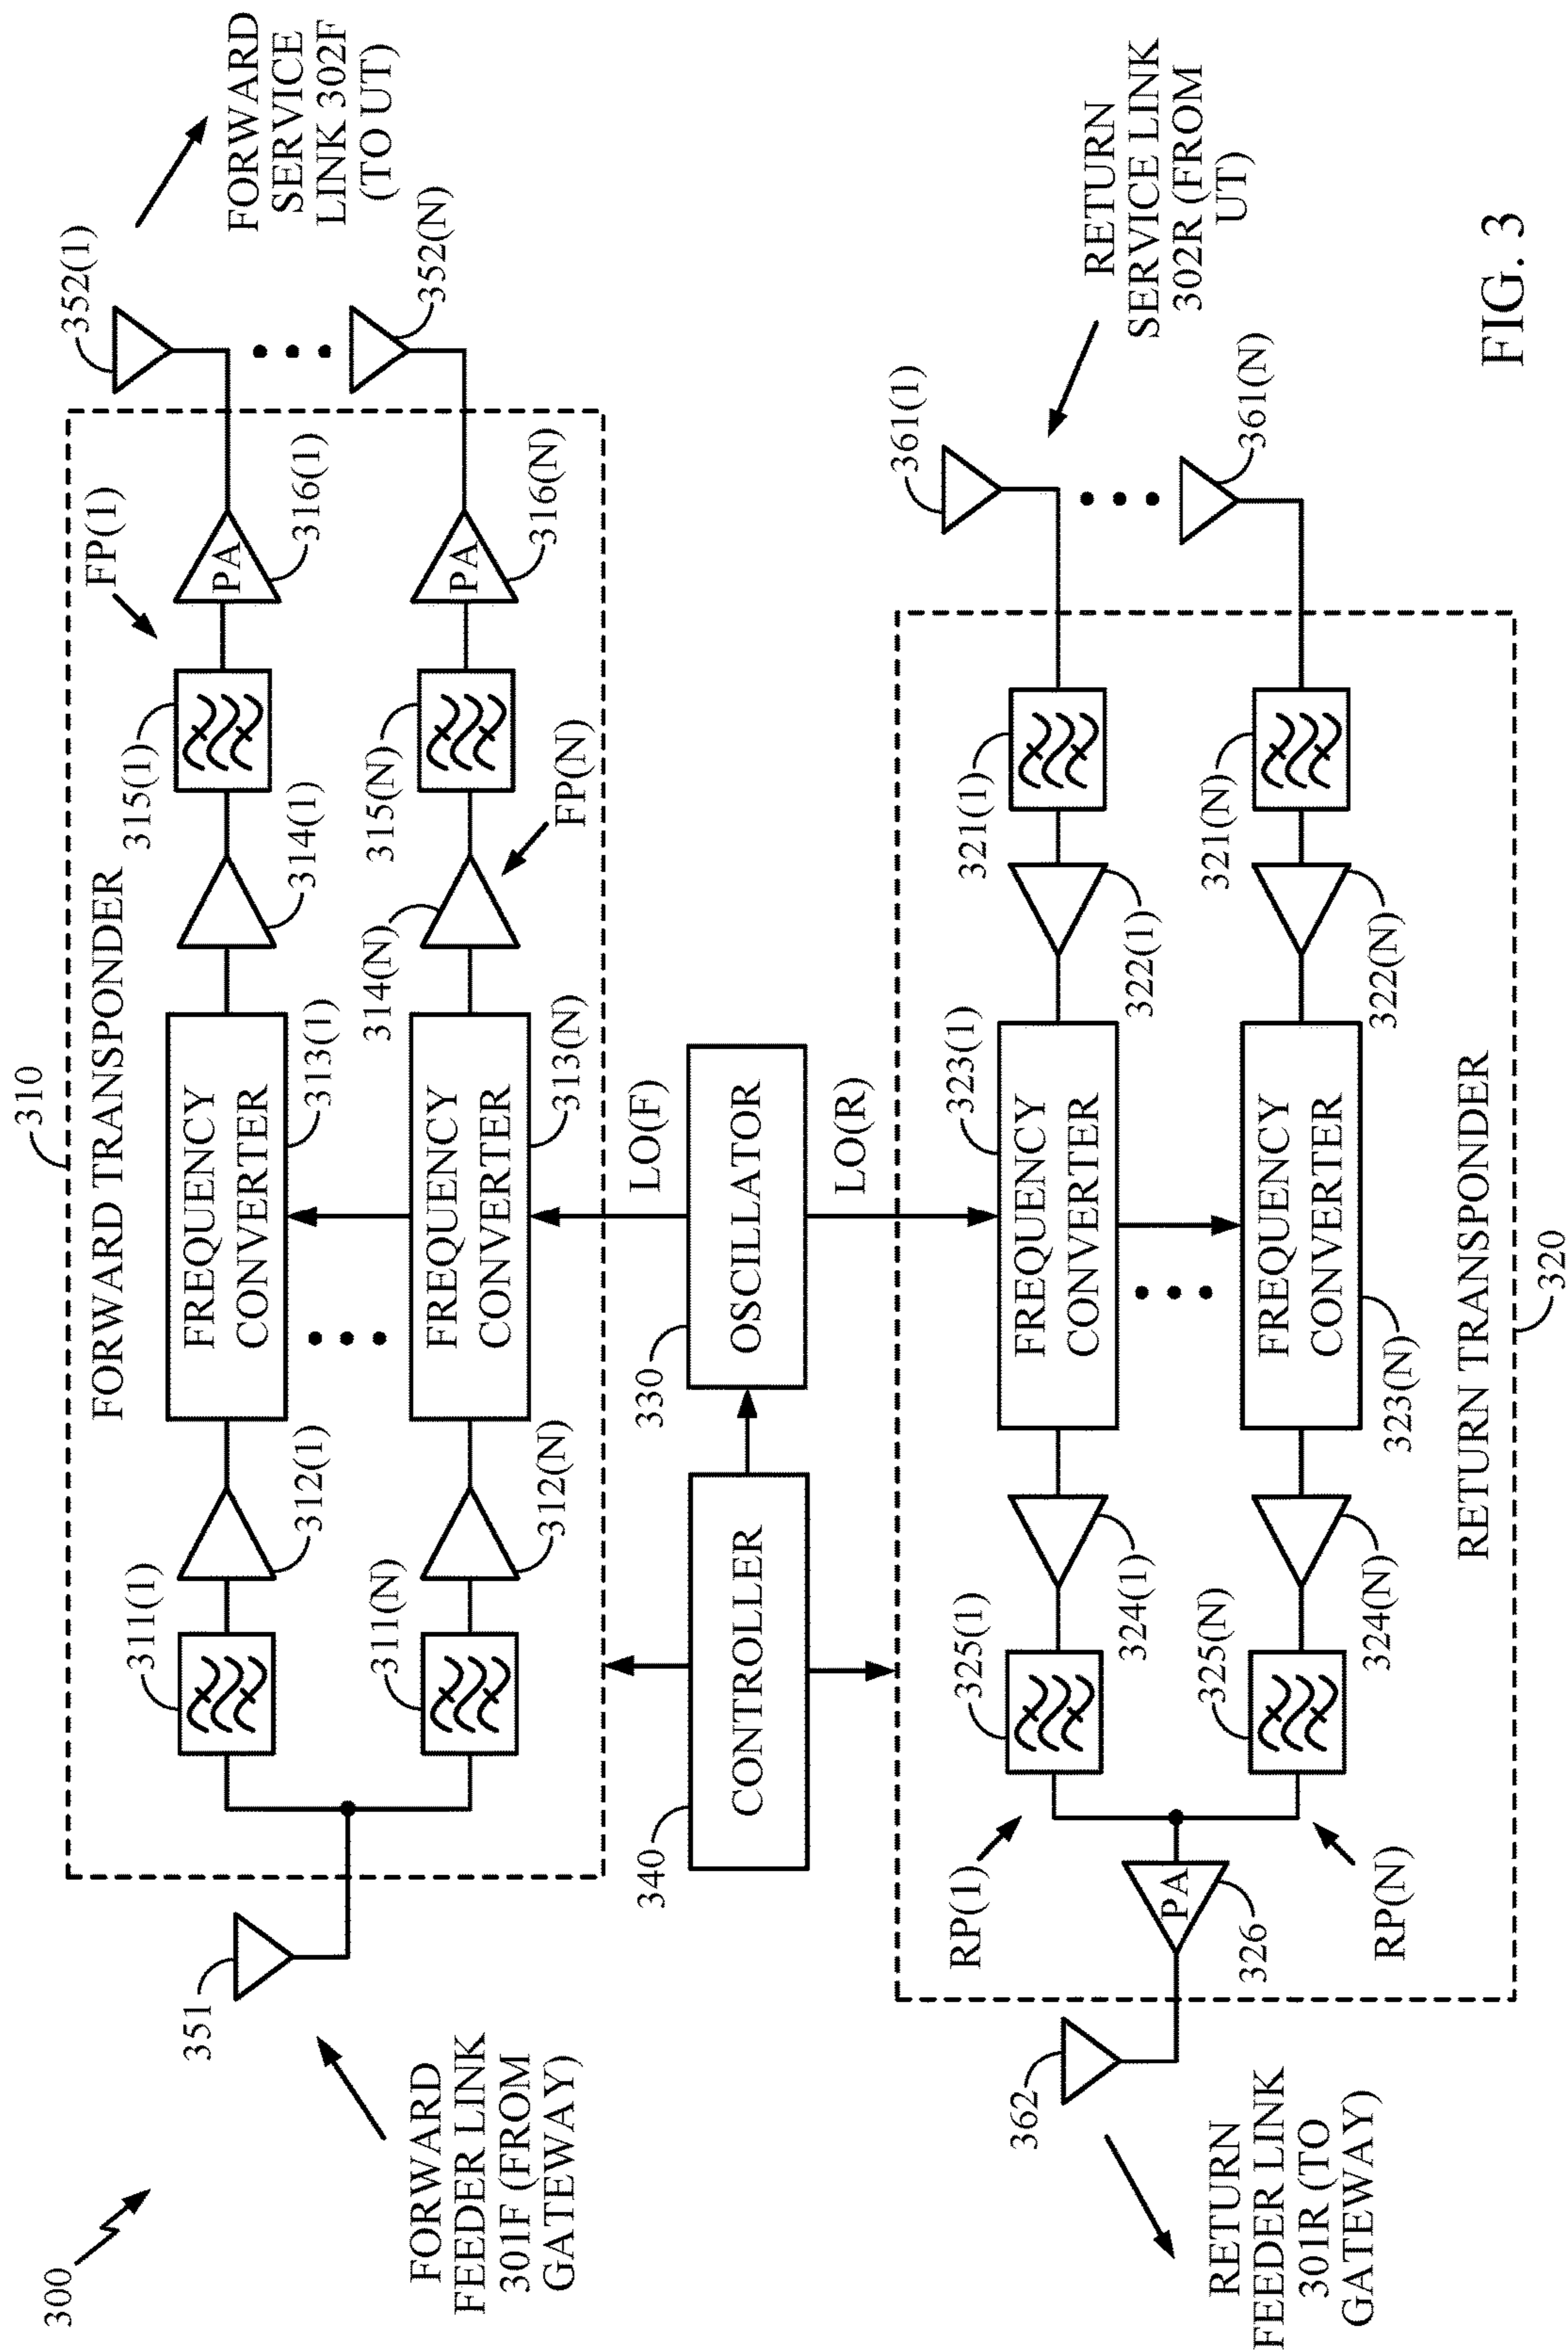 300
310
FORWARD TRANSPONDER
351
FORWARD
FEEDER LINK
301F (FROM
GATEWAY)
311(1)
312(1)
FREQUENCY
CONVERTER
313(1)
314(1)
315(1)
FP(1)
PA
316(1)
352(1)
FORWARD
SERVICE
LINK 302F
(TO UT)
311(N)
312(N)
FREQUENCY
CONVERTER
313(N)
314(N)
315(N)
FP(N)
PA
316(N)
352(N)
340
CONTROLLER
330
OSCILLATOR
LO(F)
LO(R)
362
RETURN
FEEDER LINK
301R (TO
GATEWAY)
RP(1)
PA
326
RP(N)
325(1)
324(1)
FREQUENCY
CONVERTER
323(1)
322(1)
321(1)
361(1)
RETURN
SERVICE LINK
302R (FROM
UT)
325(N)
324(N)
FREQUENCY
CONVERTER
323(N)
322(N)
321(N)
361(N)
RETURN TRANSPONDER
320
FIG. 3